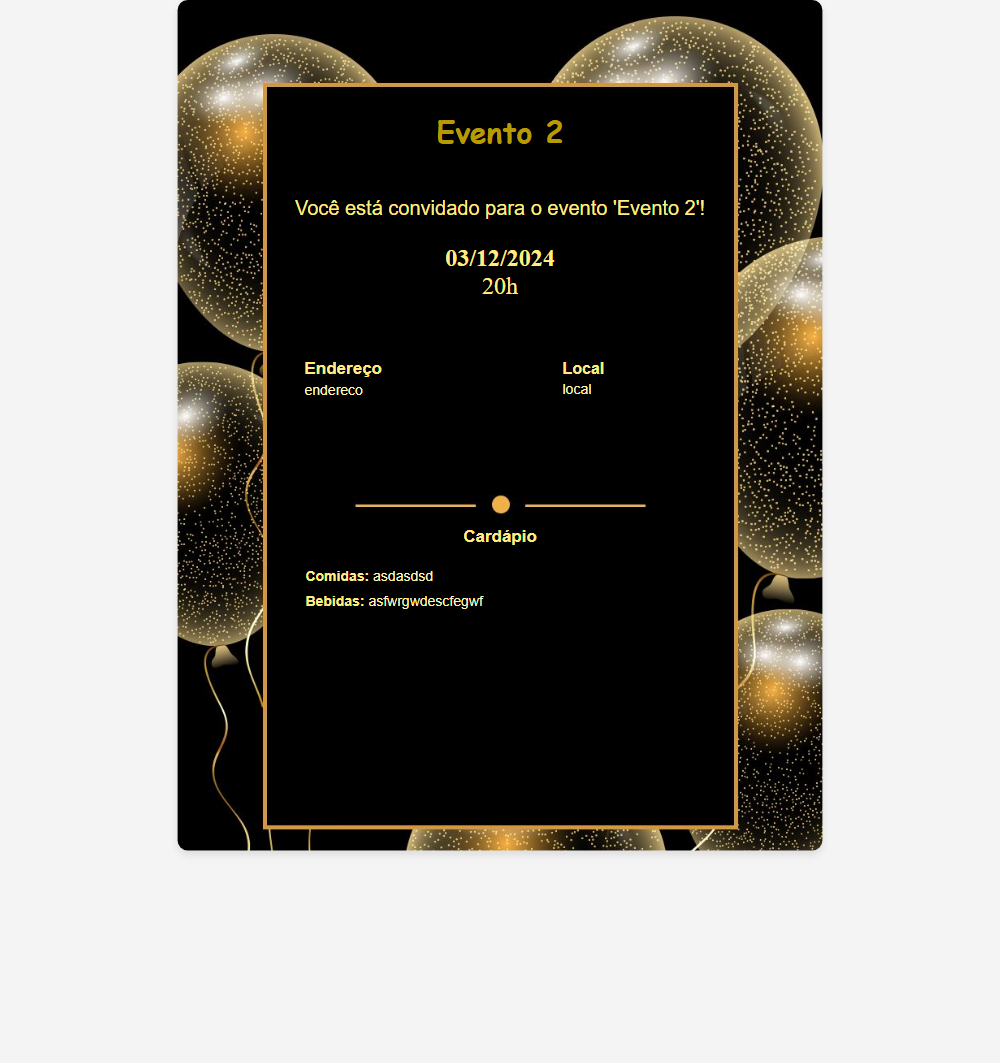 Evento 2
Você está convidado para o evento 'Evento 2'!
03/12/2024
20h
Endereço
endereco
Local
local
Cardápio
Comidas: asdasdsd
Bebidas: asfwrgwdescfegwf